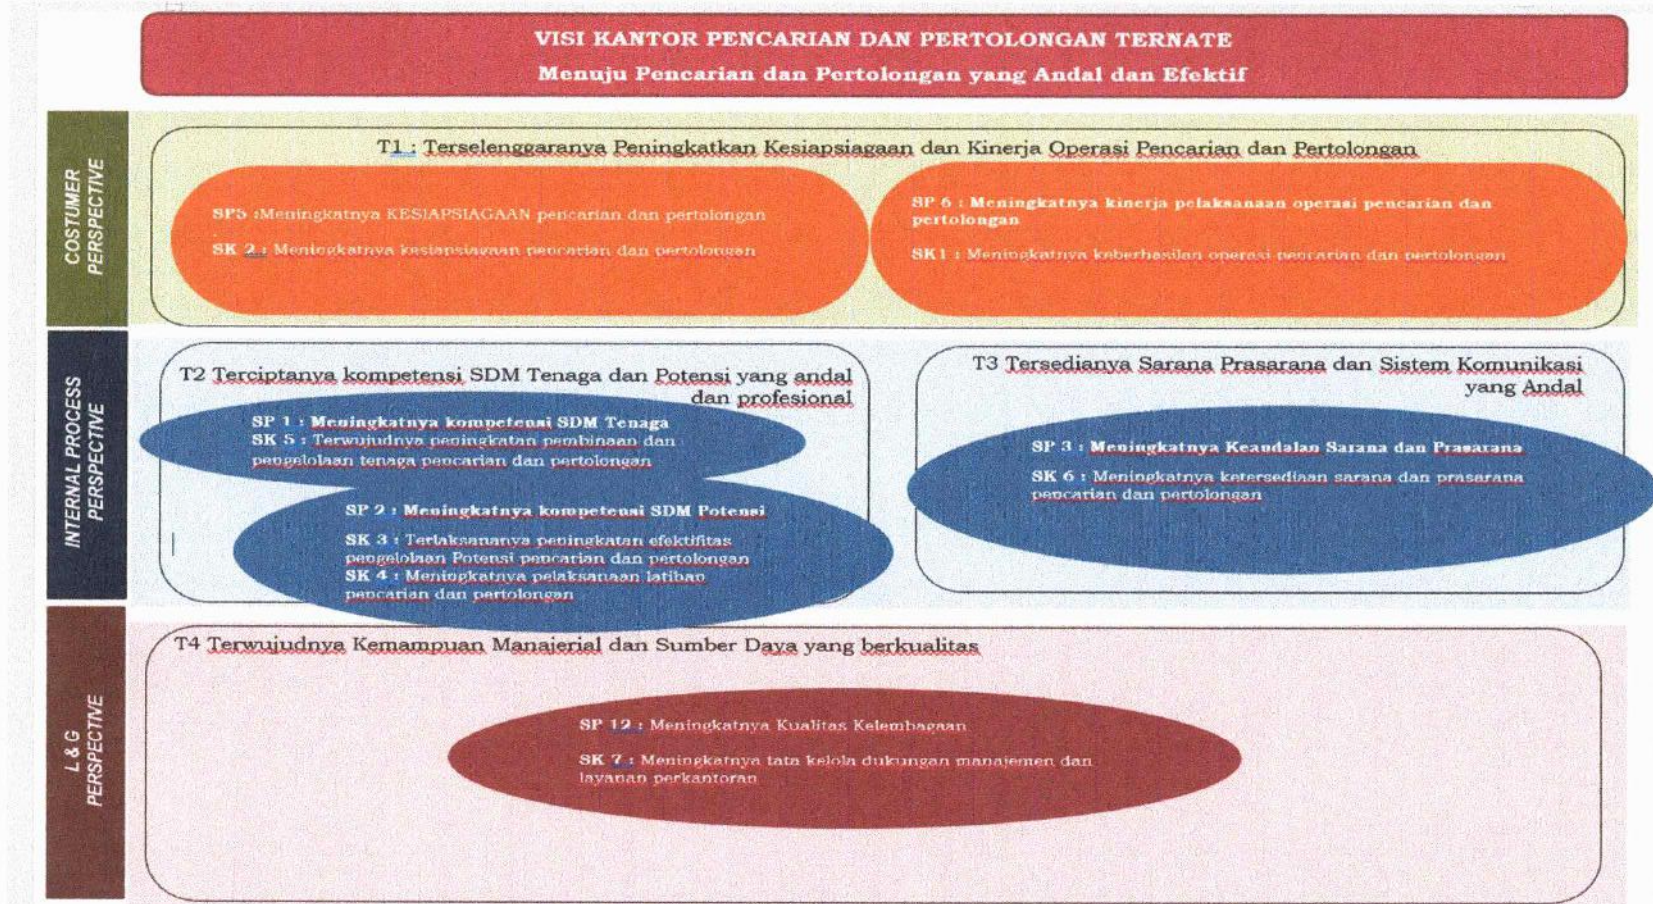 VISI KANTOR PENCARIAN DAN PERTOLONGAN TERNATE
Menuju Pencarian dan Pertolongan yang Andal dan Efektif
COSTUMER
PERSPECTIVE
T1 : Terselenggaranya Peningkatkan Kesiapsiagaan dan Kinerja Operasi Pencarian dan Pertolongan
SP5 :Meningkatnya KESIAPSIAGAAN pencarian dan pertolongan
.
SK 2 : Meningkatnya kesiapsiagaan pencarian dan pertolongan
SP 6 : Meningkatnya kinerja pelaksanaan operasi pencarian dan
pertolongan
SK1 : Meningkatnya keberhasilan operasi pencarian dan pertolongan
INTERNAL PROCESS
PERSPECTIVE
T2 Terciptanya kompetensi SDM Tenaga dan Potensi yang andal
dan profesional
SP 1 : Meningkatnya kompetensi SDM Tenaga
SK 5 : Terwujudnya peningkatan pembinaan dan
pengelolaan tenaga pencarian dan pertolongan
SP 2 : Meningkatnya kompetensi SDM Potensi
SK 3 : Terlaksananya peningkatan efektifitas
pengelolaan Potensi pencarian dan pertolongan
SK 4 : Meningkatnya pelaksanaan latihan
pencarian dan pertolongan
T3 Tersedianya Sarana Prasarana dan Sistem Komunikasi
yang Andal
SP 3 : Meningkatnya Keandalan Sarana dan Prasarana
SK 6 : Meningkatnya ketersediaan sarana dan prasarana
pencarian dan pertolongan
L & G
PERSPECTIVE
T4 Terwujudnya Kemampuan Manajerial dan Sumber Daya yang berkualitas
SP 12 : Meningkatnya Kualitas Kelembagaan
SK 7 : Meningkatnya tata kelola dukungan manajemen dan
layanan perkantoran